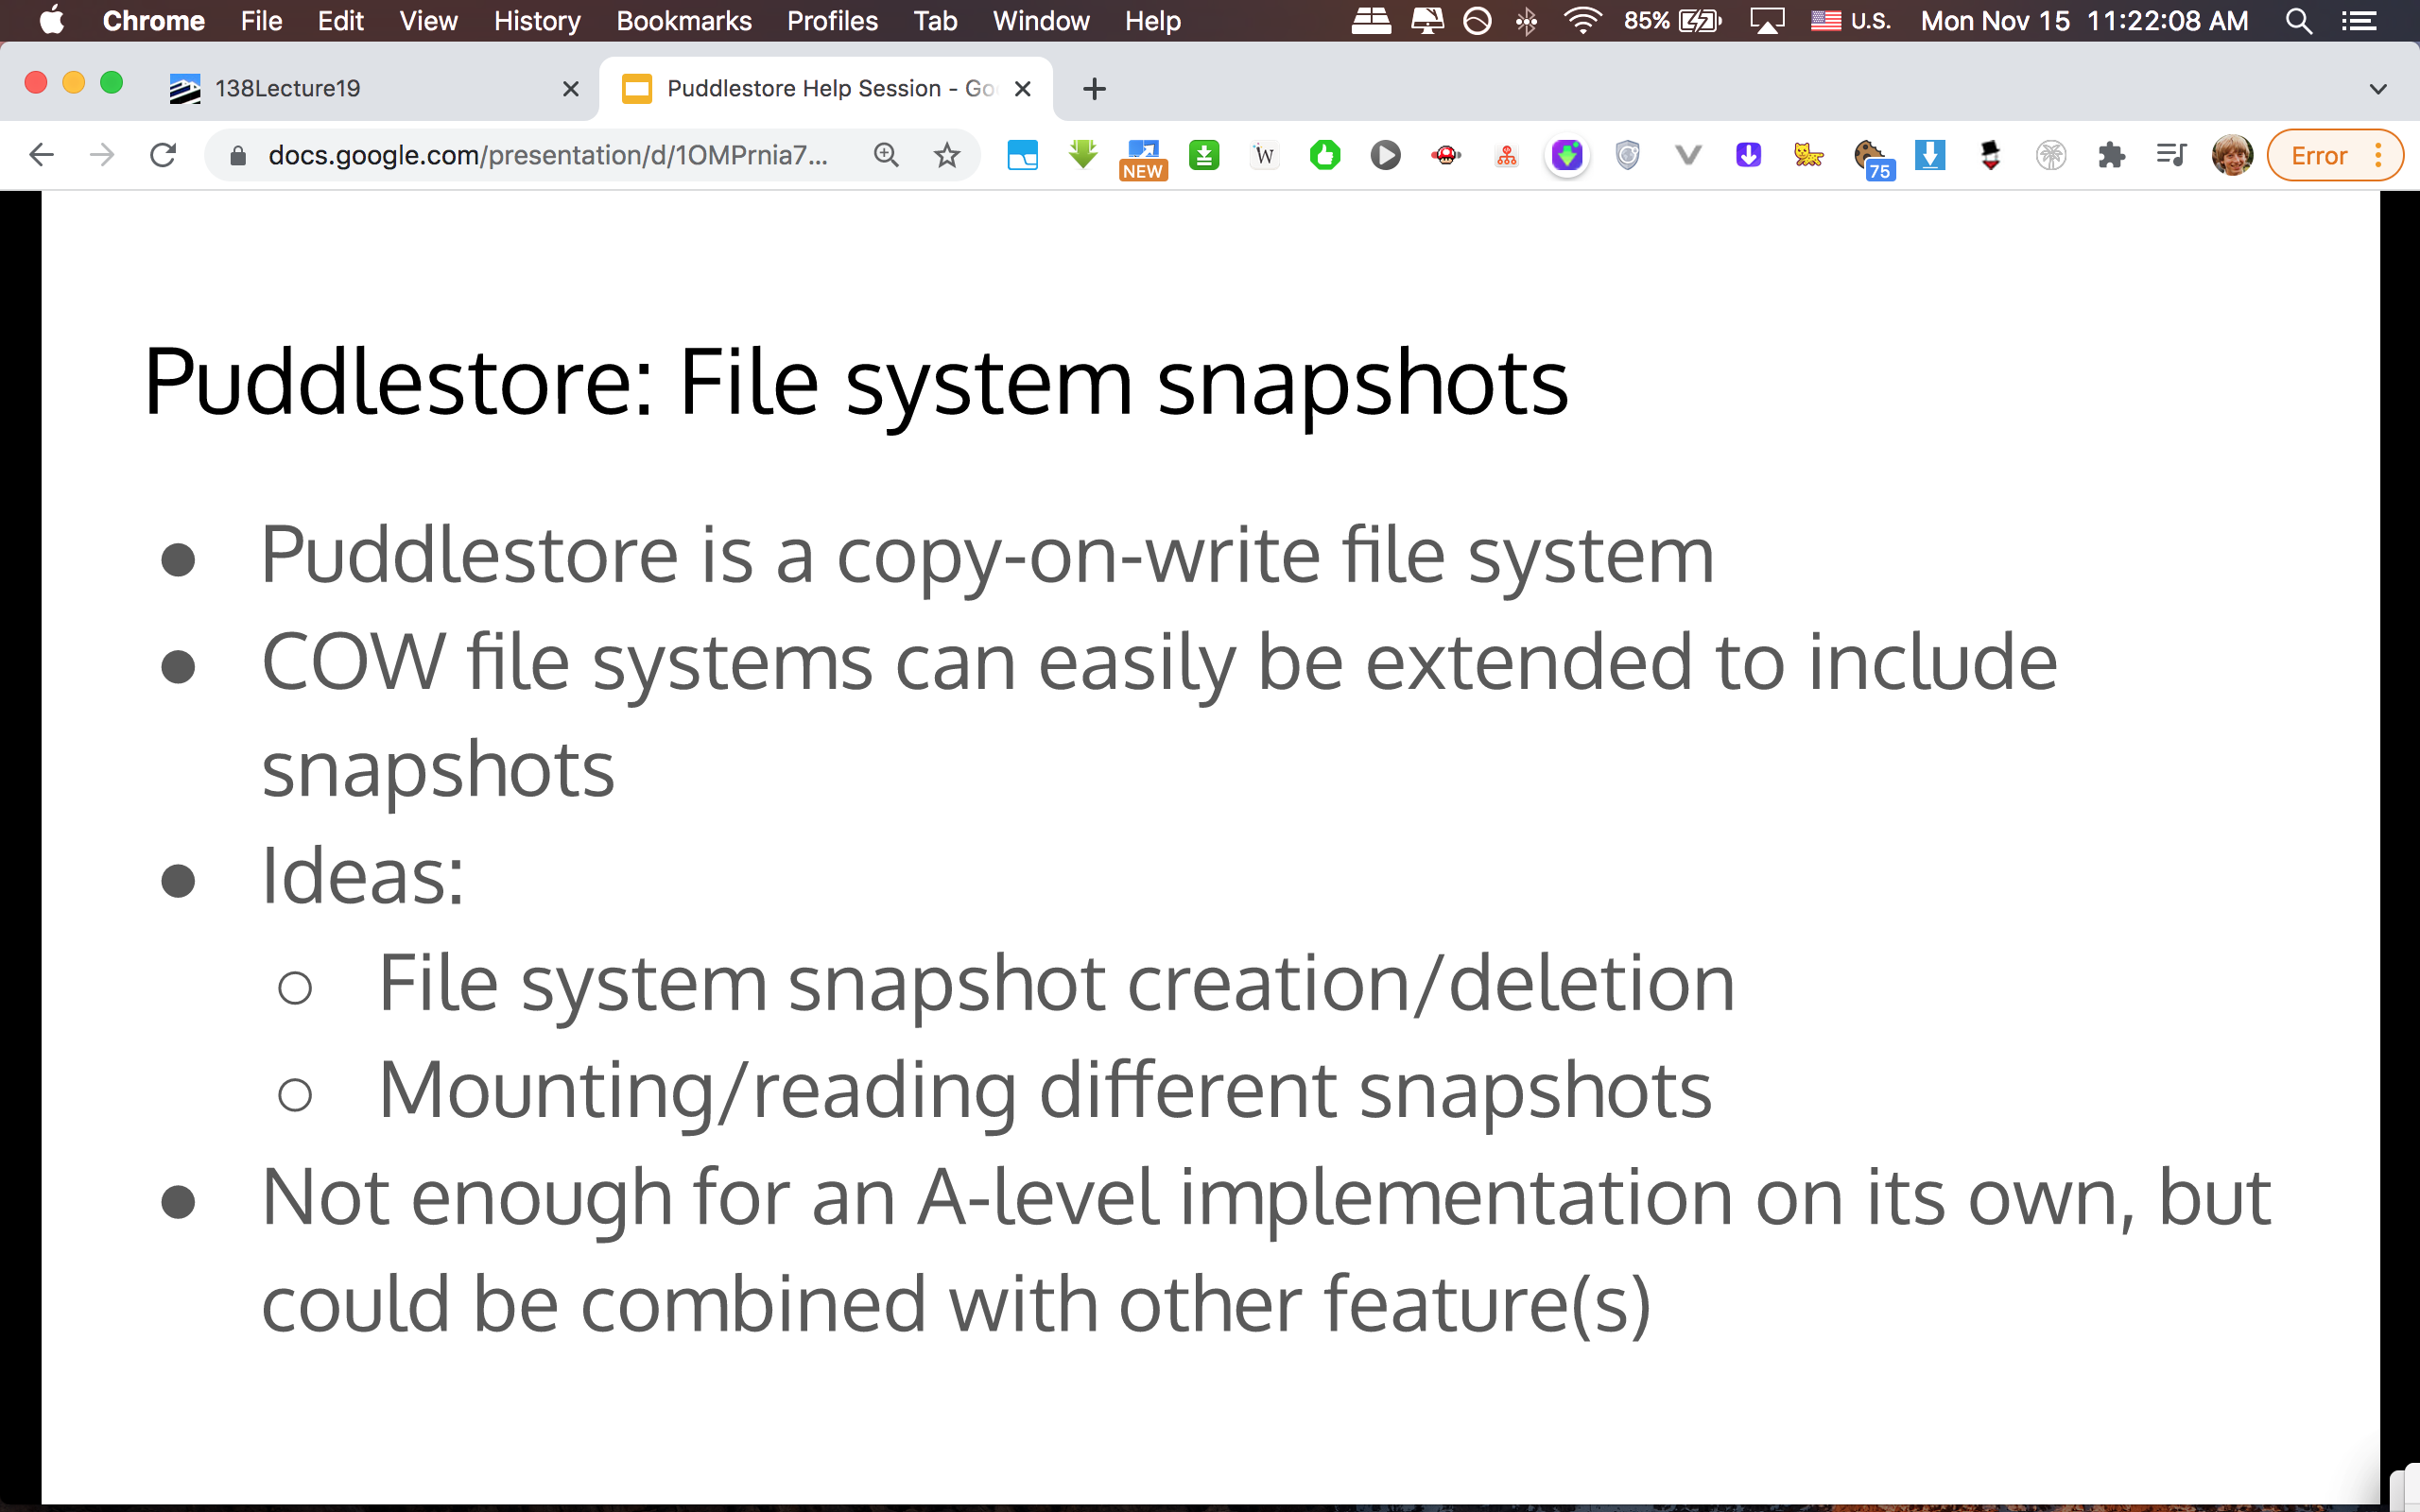 Chrome File Edit View History Bookmarks Profiles Tab Window Help 85% U.S. Mon Nov 15 11:22:08 AM
138Lecture19 Puddlestore Help Session - Go
docs.google.com/presentation/d/1OMPrnia7... NEW W 75 Error
Puddlestore: File system snapshots
● Puddlestore is a copy-on-write file system
● COW file systems can easily be extended to include
snapshots
● Ideas:
○ File system snapshot creation/deletion
○ Mounting/reading different snapshots
● Not enough for an A-level implementation on its own, but
could be combined with other feature(s)